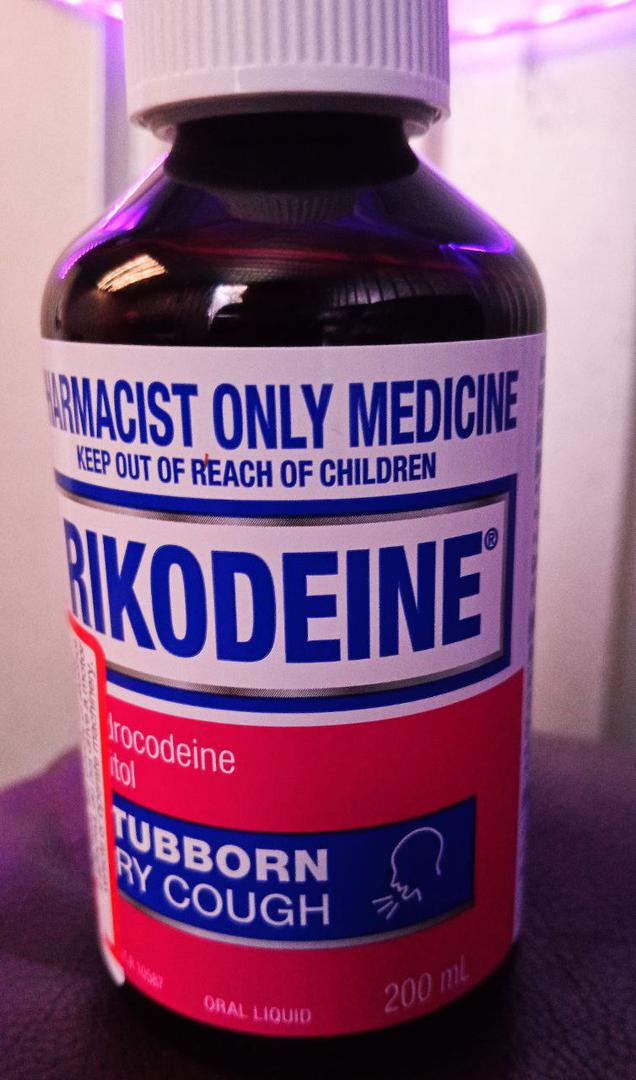 HARMACIST ONLY MEDICINE
KEEP OUT OF REACH OF CHILDREN
RIKODEINE®
drocodeine
itol
TUBBORN
RY COUGH
ORAL LIQUID
200 mL